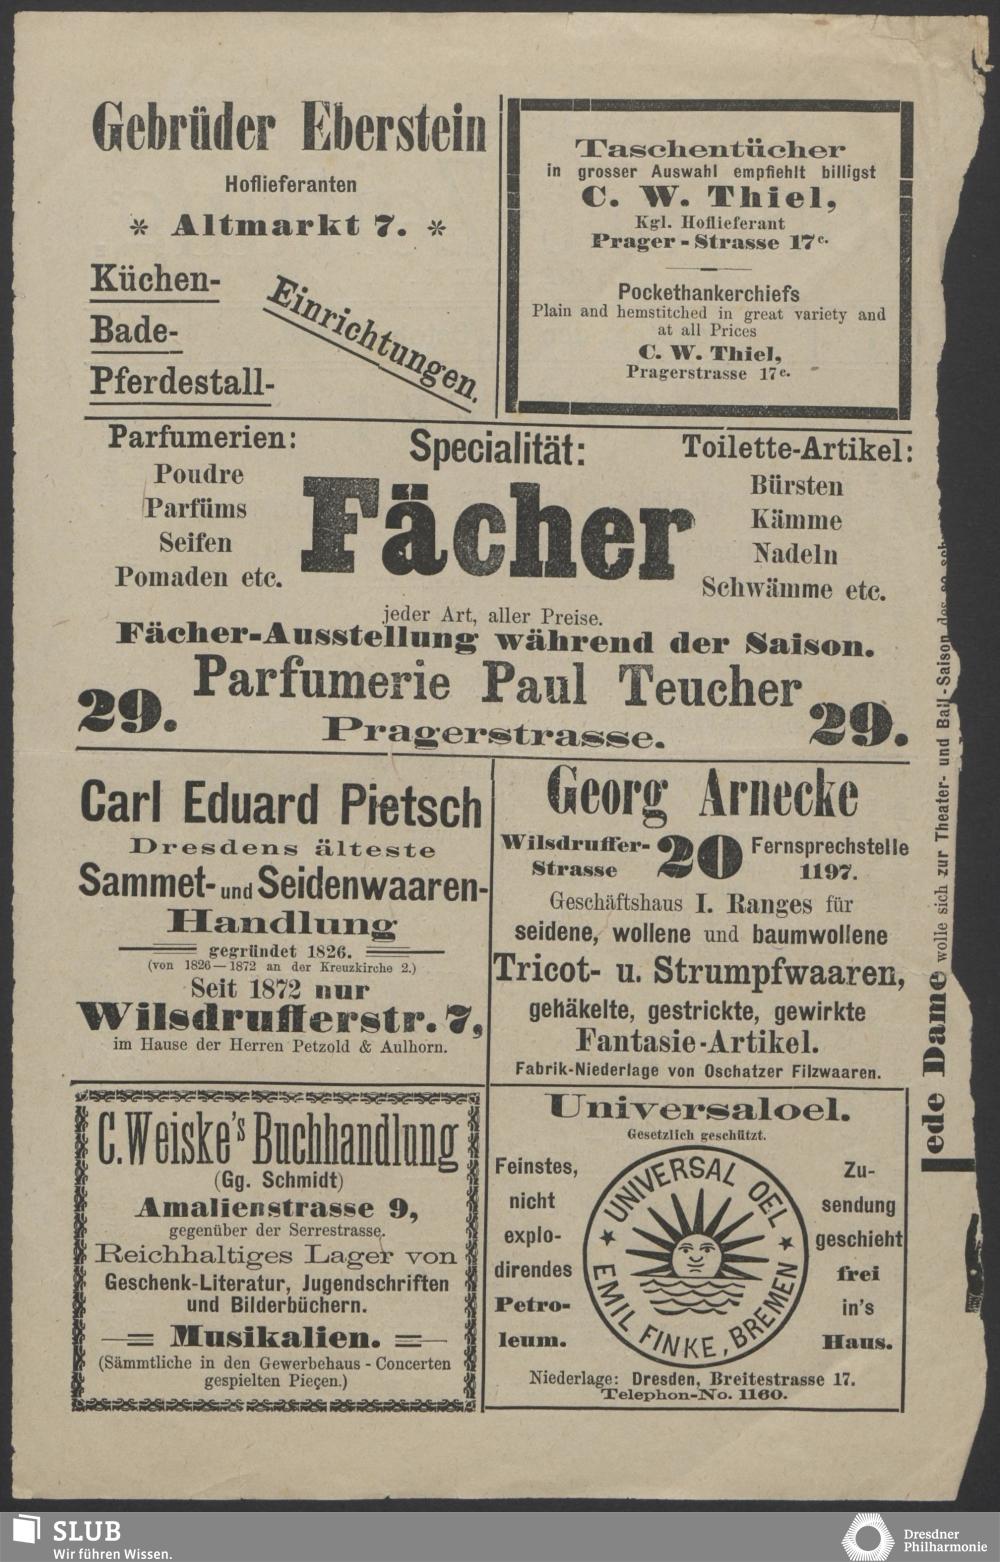 Gebrüder Eberstein
Hoflieferanten
* Altmarkt 7. *
Küchen-
Bade-
Pferdestall-
Einrichtungen.
Taschentücher
in grosser Auswahl empfiehlt billigst
C. W. Thiel,
Kgl. Hoflieferant
Prager-Strasse 17c.
Pockethankerchiefs
Plain and hemstitched in great variety and
at all Prices
C. W. Thiel,
Pragerstrasse 17c.
Parfumerien:
Poudre
Parfüms
Seifen
Pomaden etc.
Specialität:
Fächer
Toilette-Artikel:
Bürsten
Kämme
Nadeln
Schwämme etc.
jeder Art, aller Preise.
Fächer-Ausstellung während der Saison.
29. Parfumerie Paul Teucher 29.
Pragerstrasse.
Carl Eduard Pietsch
Dresdens älteste
Sammet- und Seidenwaaren-
Handlung
gegründet 1826.
(von 1826—1872 an der Kreuzkirche 2.)
Seit 1872 nur
Wilsdrufferstr. 7,
im Hause der Herren Petzold & Aulhorn.
Georg Arnecke
Wilsdruffer-
Strasse
20
Fernsprechstelle
1197.
Geschäftshaus I. Ranges für
seidene, wollene und baumwollene
Tricot- u. Strumpfwaaren,
gehäkelte, gestrickte, gewirkte
Fantasie-Artikel.
Fabrik-Niederlage von Oschatzer Filzwaaren.
C. Weiske's Buchhandlung
(Gg. Schmidt)
Amalienstrasse 9,
gegenüber der Serrestrasse.
Reichhaltiges Lager von
Geschenk-Literatur, Jugendschriften
und Bilderbüchern.
Musikalien.
(Sämmtliche in den Gewerbehaus-Concerten
gespielten Pieçen.)
Universaloel.
Gesetzlich geschützt.
Feinstes,
nicht
explo-
direndes
Petro-
leum.
UNIVERSAL OEL
EMIL FINKE, BREMEN
Zu-
sendung
geschieht
frei
in's
Haus.
Niederlage: Dresden, Breitestrasse 17.
Telephon-No. 1160.
Jede Dame wolle sich zur Theater- und Ball-Saison des
SLUB
Wir führen Wissen.
Dresdner
Philharmonie